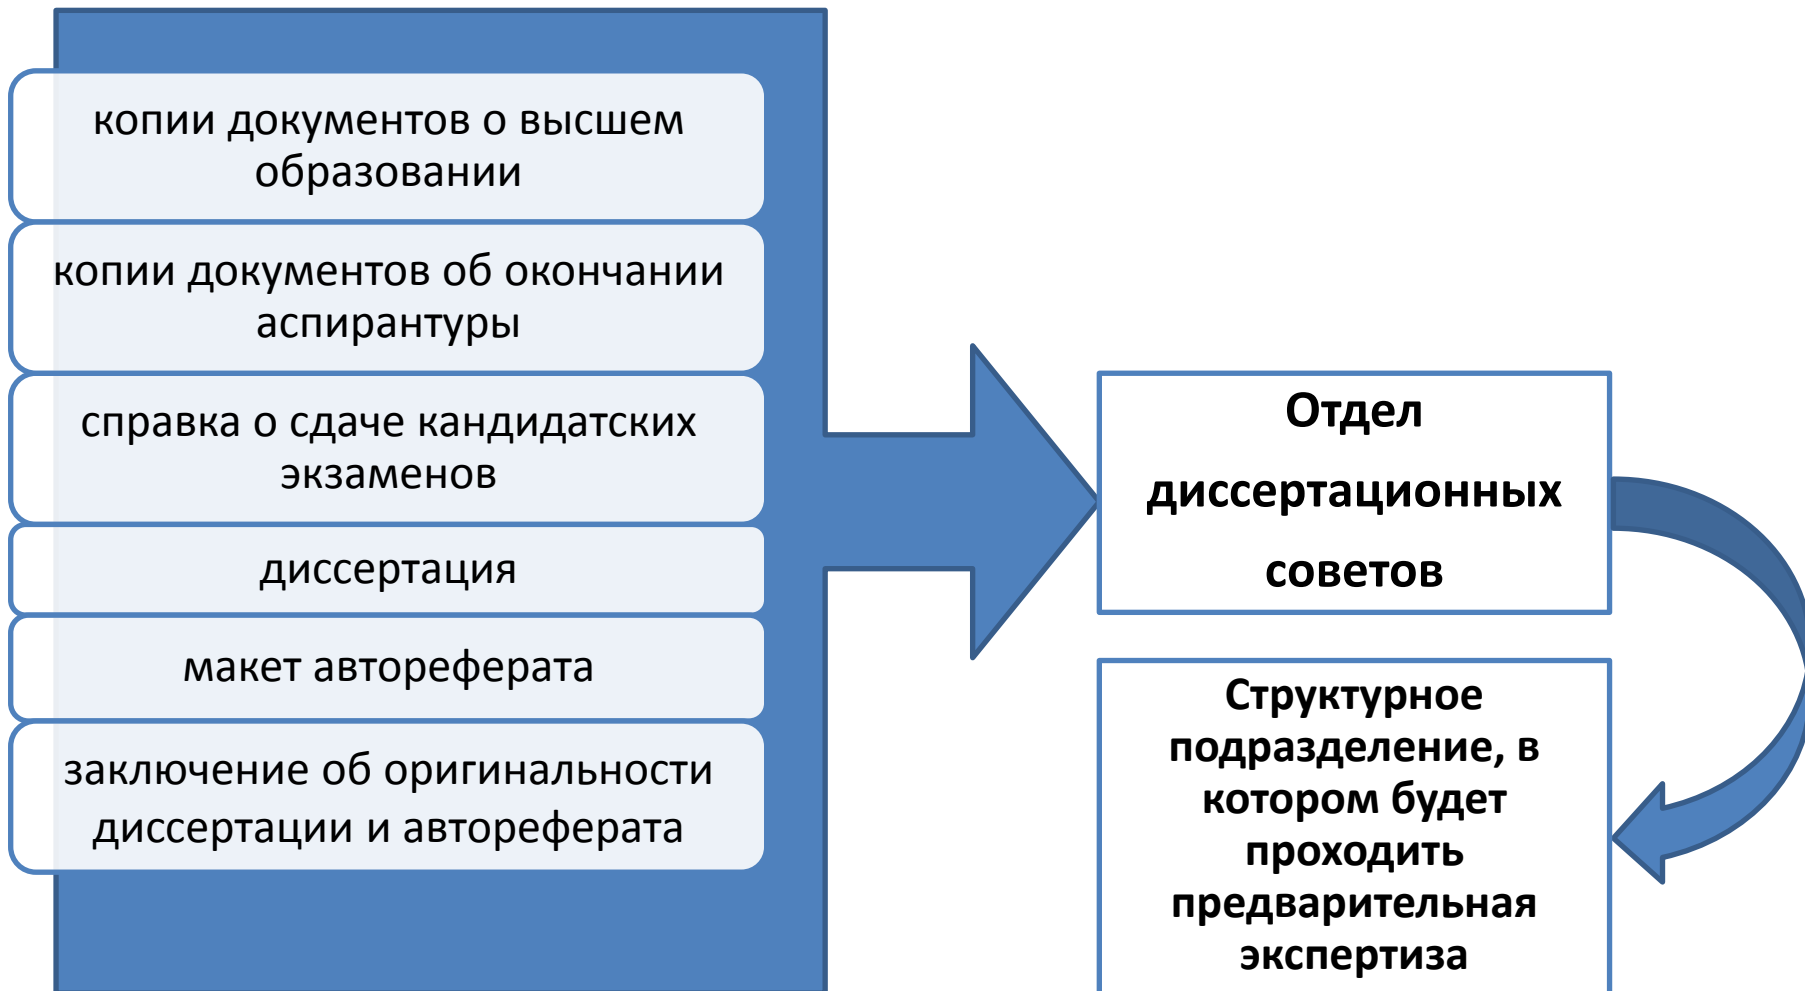 копии документов о высшем
образовании
копии документов об окончании
аспирантуры
справка о сдаче кандидатских
экзаменов
диссертация
макет автореферата
заключение об оригинальности
диссертации и автореферата
Отдел
диссертационных
советов
Структурное
подразделение, в
котором будет
проходить
предварительная
экспертиза